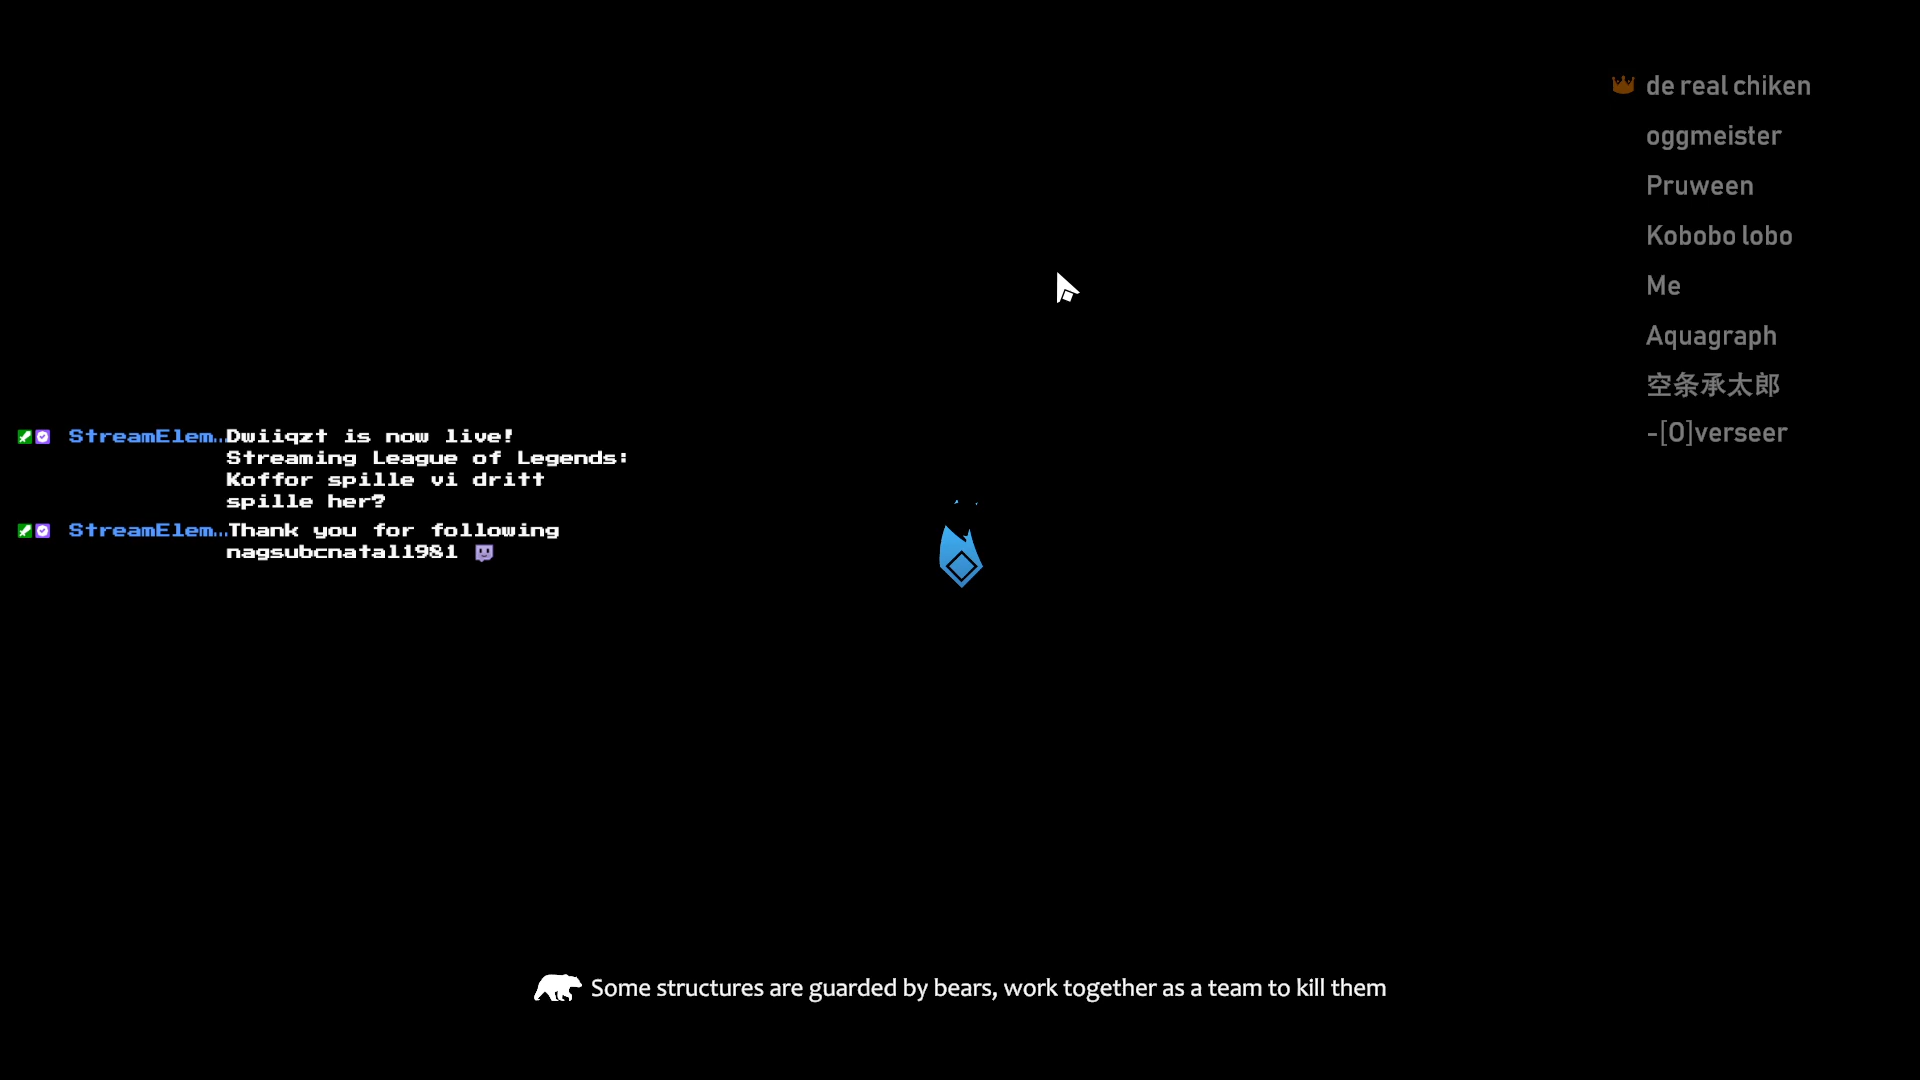 de real chiken
oggmeister
Pruween
Kobobo lobo
Me
Aquagraph
空条承太郎
-[O]verseer
StreamElem…Dwiiqzt is now live!
Streaming League of Legends:
Koffor spille vi dritt
spille her?
StreamElem…Thank you for following
nagsubcnatal1981
Some structures are guarded by bears, work together as a team to kill them